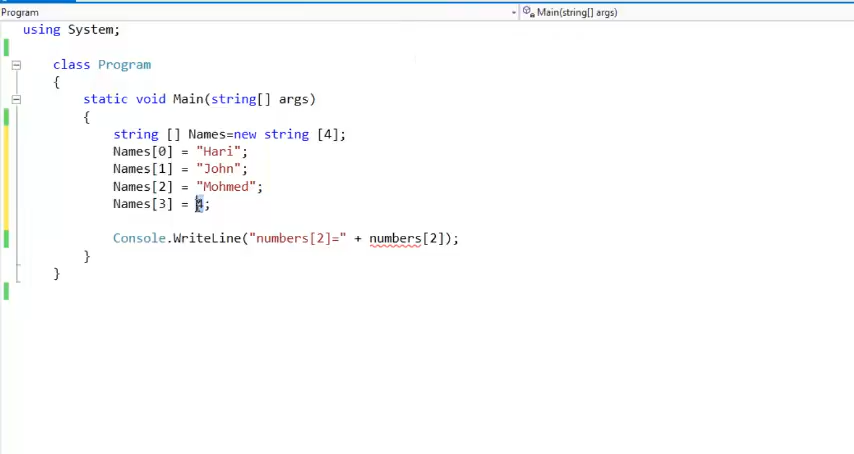 Program
Main(string[] args)
using System;
class Program
{
static void Main(string[] args)
{
string [] Names=new string [4];
Names[0] = "Hari";
Names[1] = "John";
Names[2] = "Mohmed";
Names[3] = 4;
Console.WriteLine("numbers[2]=" + numbers[2]);
}
}